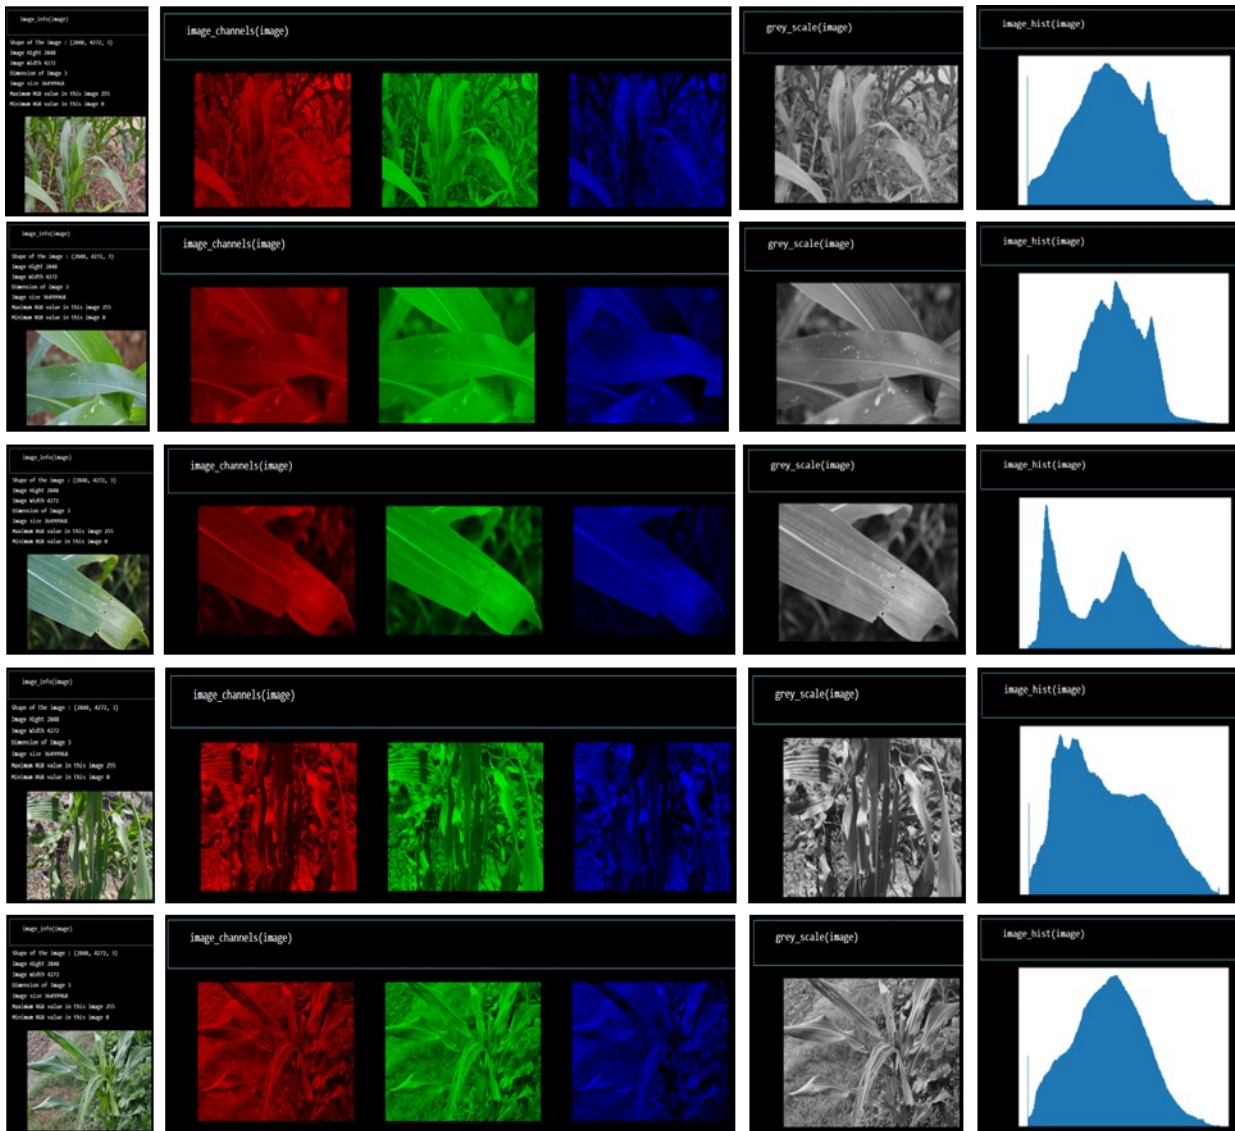 image_info(image)
Shape of the image : (2848, 4272, 3)
Image Hight 2848
Image Width 4272
Dimension of Image 3
Image size 36499968
Maximum RGB value in this image 255
Minimum RGB value in this image 0
image_channels(image)
grey_scale(image)
image_hist(image)
image_info(image)
Shape of the image : (2848, 4272, 3)
Image Hight 2848
Image Width 4272
Dimension of Image 3
Image size 36499968
Maximum RGB value in this image 255
Minimum RGB value in this image 0
image_channels(image)
grey_scale(image)
image_hist(image)
image_info(image)
Shape of the image : (2848, 4272, 3)
Image Hight 2848
Image Width 4272
Dimension of Image 3
Image size 36499968
Maximum RGB value in this image 255
Minimum RGB value in this image 0
image_channels(image)
grey_scale(image)
image_hist(image)
image_info(image)
Shape of the image : (2848, 4272, 3)
Image Hight 2848
Image Width 4272
Dimension of Image 3
Image size 36499968
Maximum RGB value in this image 255
Minimum RGB value in this image 0
image_channels(image)
grey_scale(image)
image_hist(image)
image_info(image)
Shape of the image : (2848, 4272, 3)
Image Hight 2848
Image Width 4272
Dimension of Image 3
Image size 36499968
Maximum RGB value in this image 255
Minimum RGB value in this image 0
image_channels(image)
grey_scale(image)
image_hist(image)